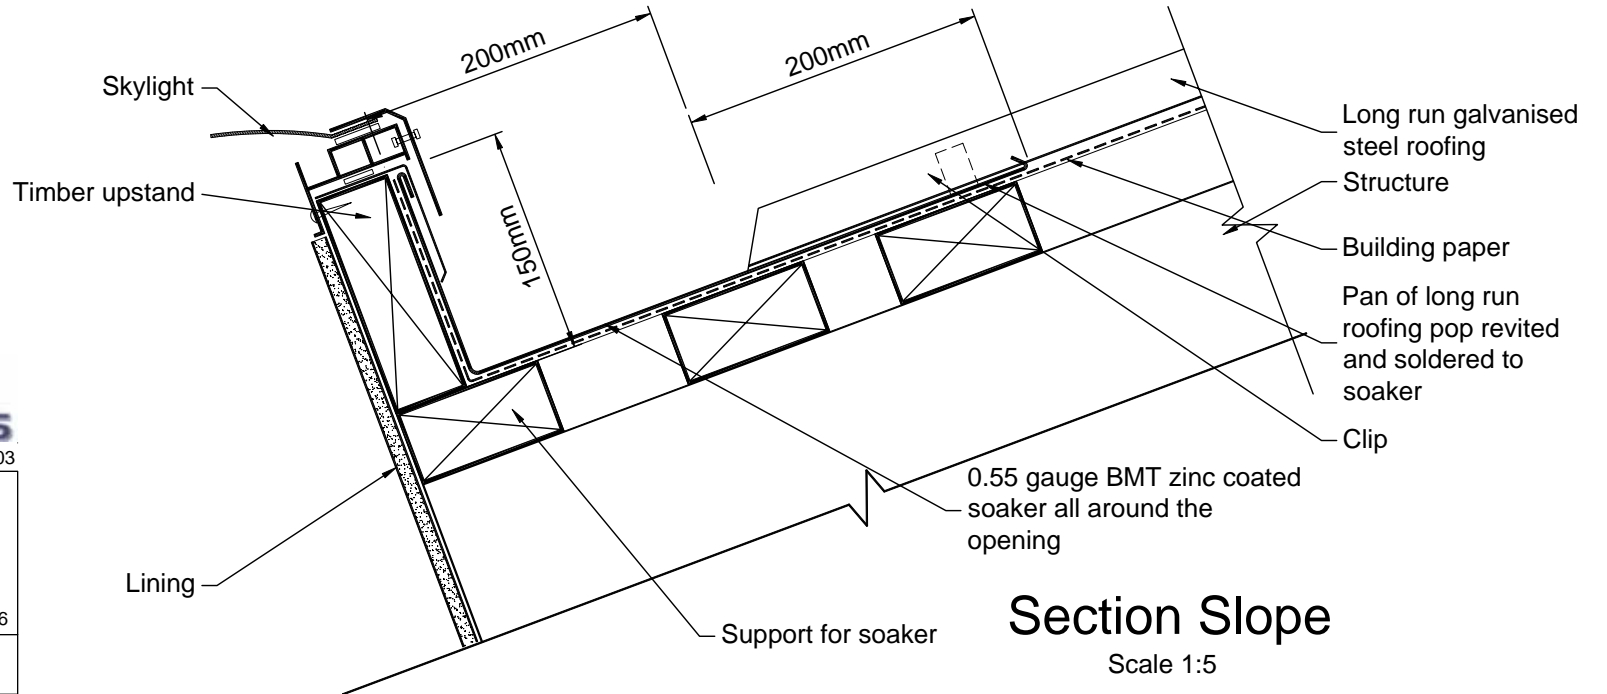 200mm
200mm
Skylight
Long run galvanised
steel roofing
Structure
Timber upstand
150mm
Building paper
Pan of long run
roofing pop revited
and soldered to
soaker
Clip
03
0.55 gauge BMT zinc coated
soaker all around the
opening
Lining
6
Support for soaker
Section Slope
Scale 1:5